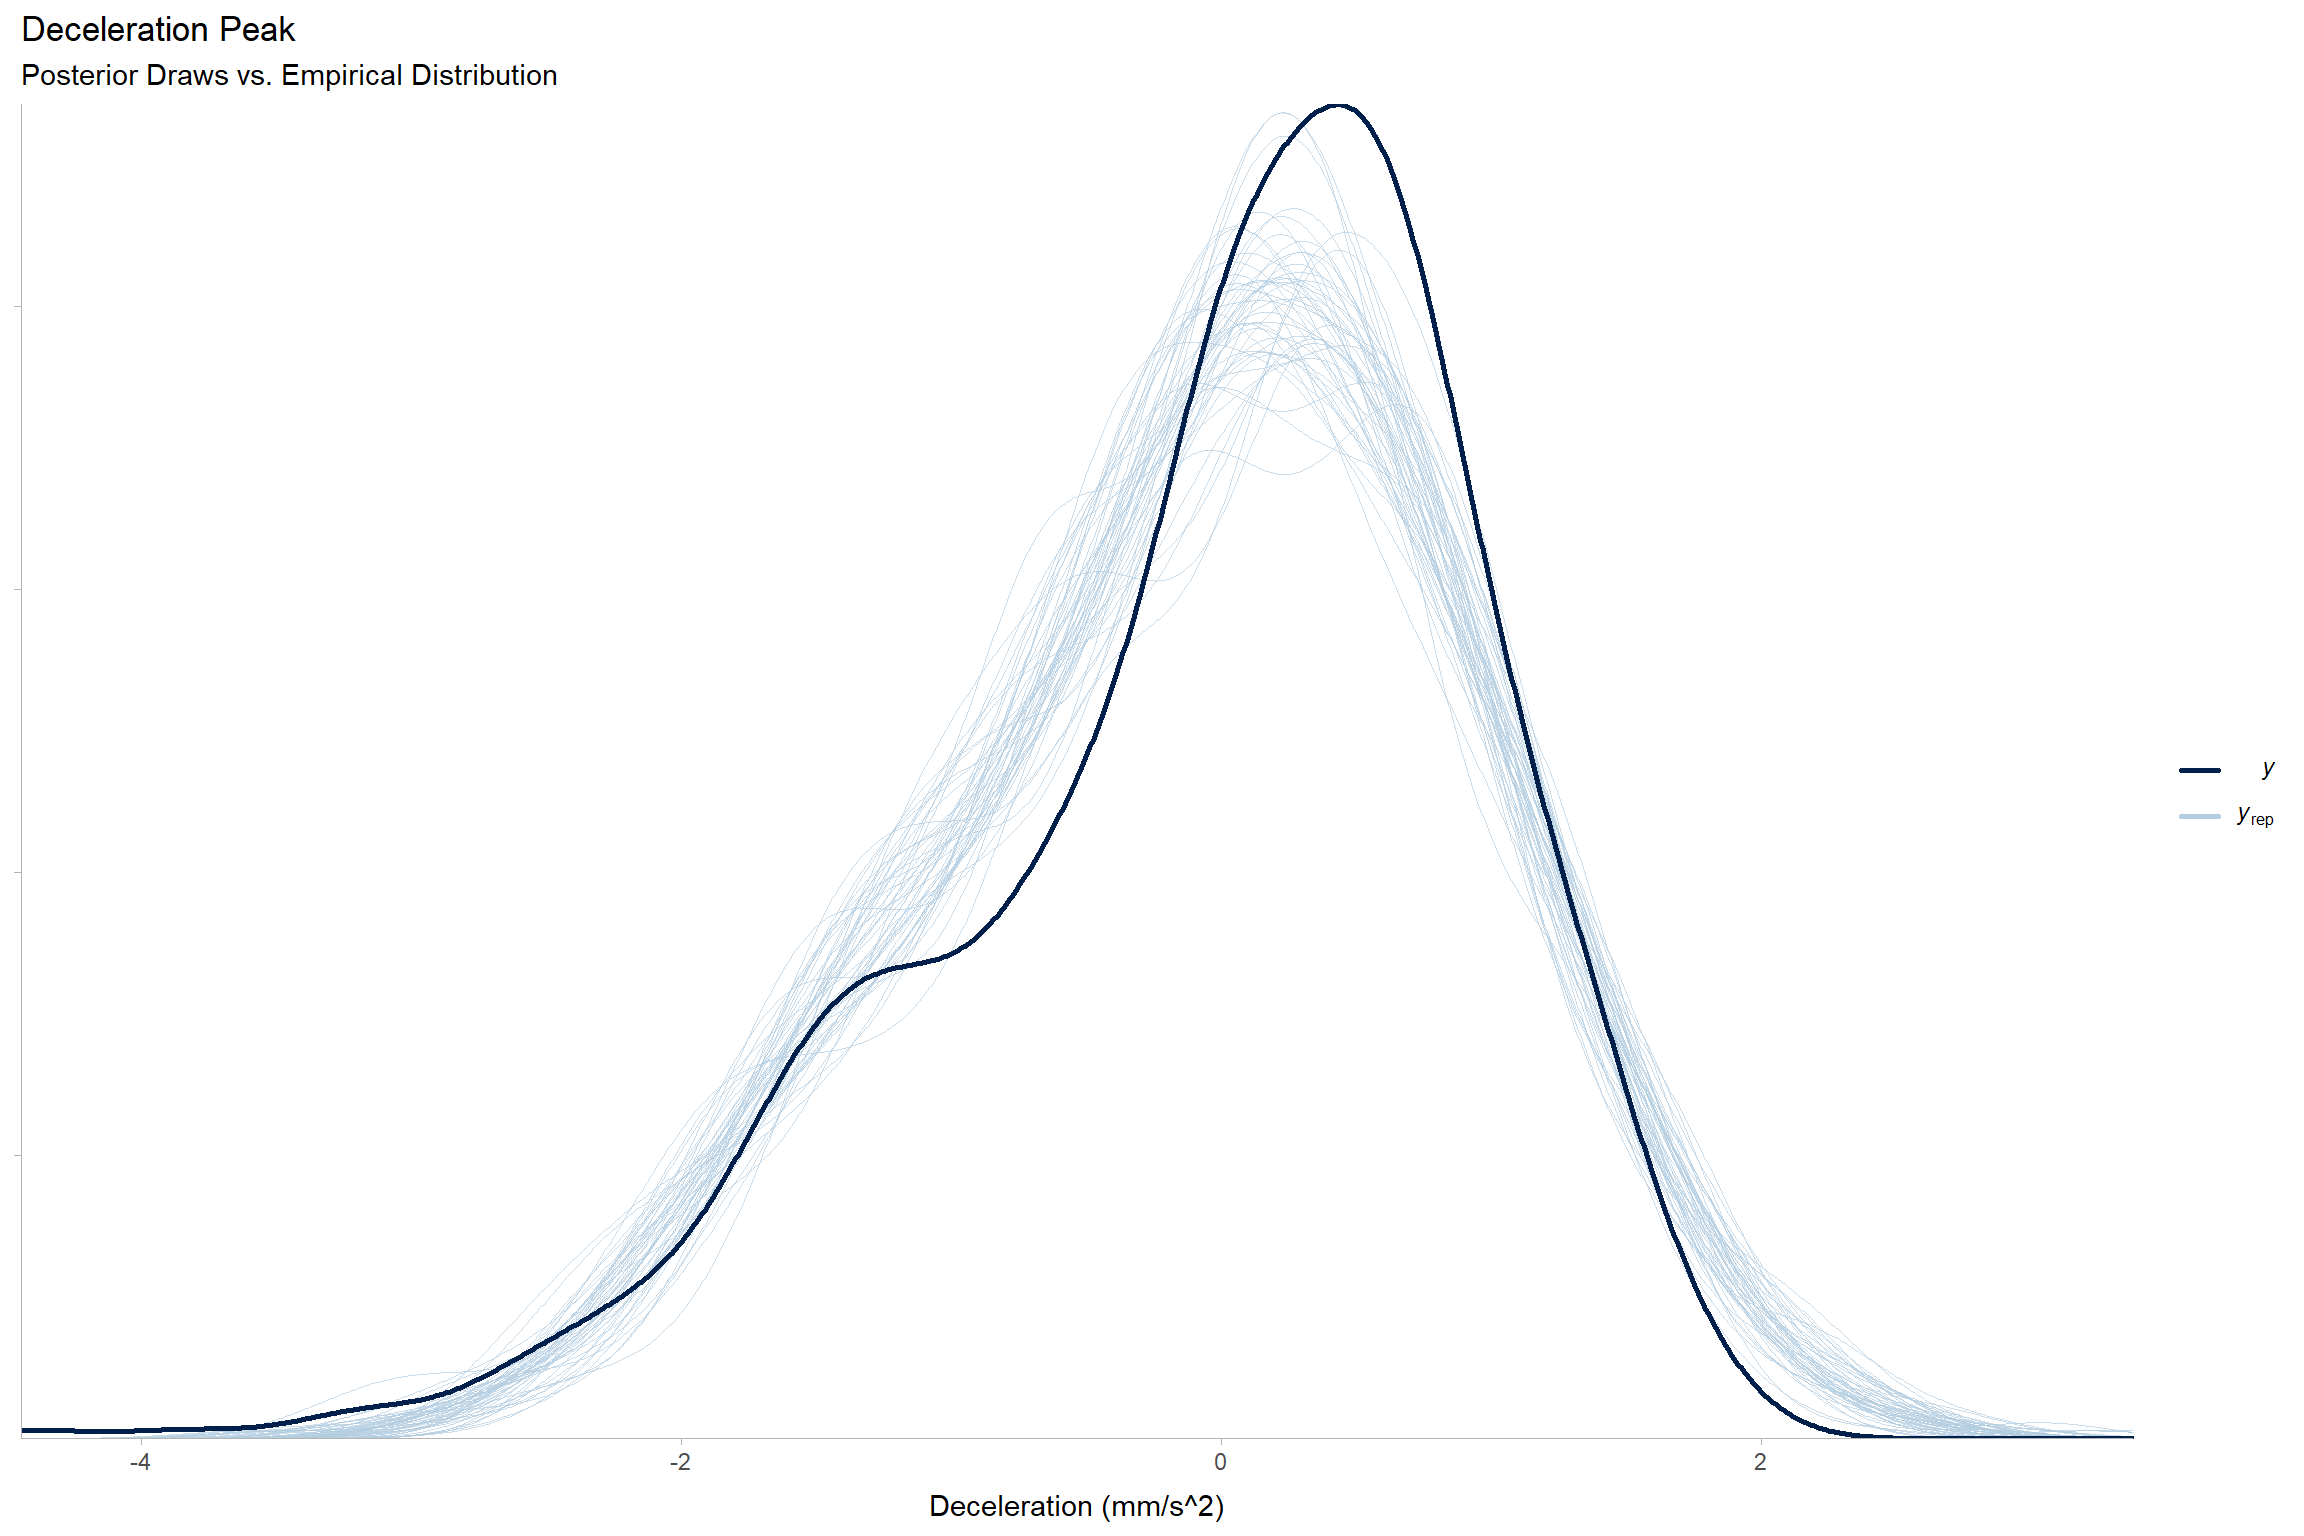 Deceleration Peak
Posterior Draws vs. Empirical Distribution
y
yrep
-4 -2 0 2
Deceleration (mm/s^2)